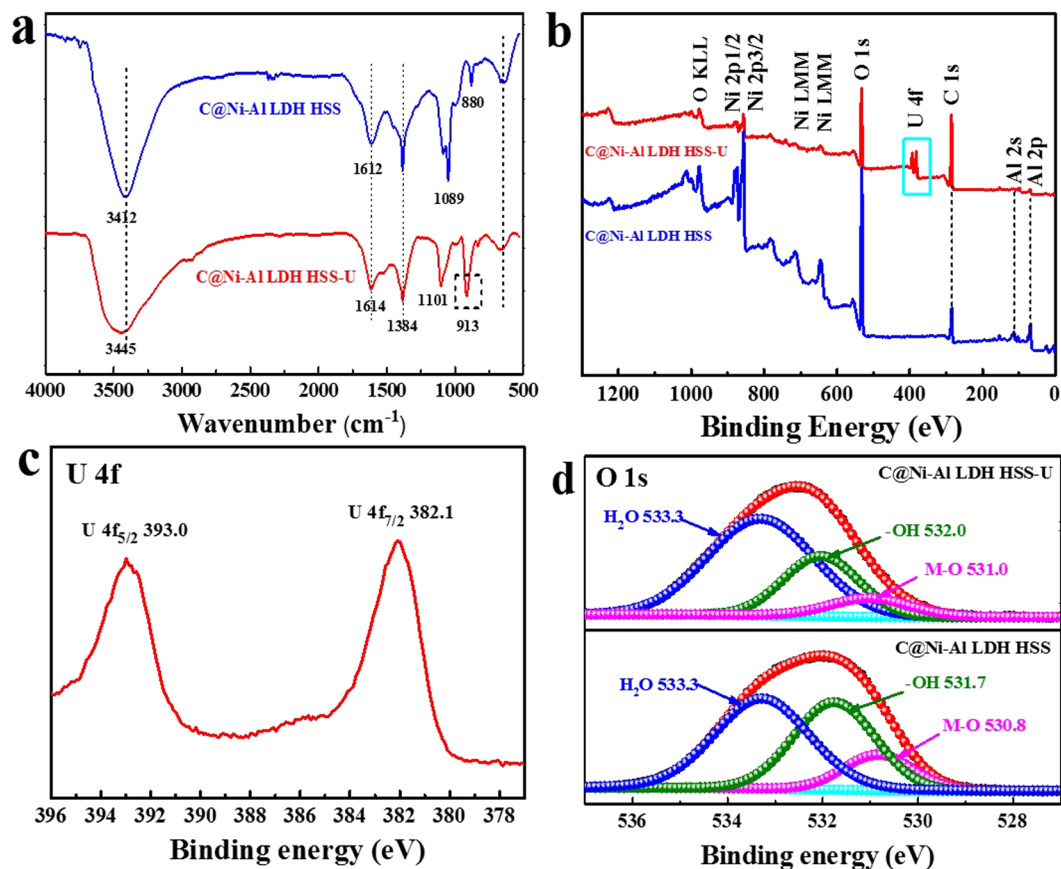 a
C@Ni-Al LDH HSS
3412
1612
1089
880
C@Ni-Al LDH HSS-U
3445
1614
1384
1101
913
4000 3500 3000 2500 2000 1500 1000 500
Wavenumber (cm-1)
b
O KLL
Ni 2p1/2
Ni 2p3/2
Ni LMM
Ni LMM
O 1s
U 4f
C 1s
Al 2s
Al 2p
C@Ni-Al LDH HSS-U
C@Ni-Al LDH HSS
1200 1000 800 600 400 200 0
Binding Energy (eV)
c
U 4f
U 4f5/2 393.0
U 4f7/2 382.1
396 394 392 390 388 386 384 382 380 378
Binding energy (eV)
d
O 1s
C@Ni-Al LDH HSS-U
H2O 533.3
-OH 532.0
M-O 531.0
C@Ni-Al LDH HSS
H2O 533.3
-OH 531.7
M-O 530.8
536 534 532 530 528
Binding energy (eV)